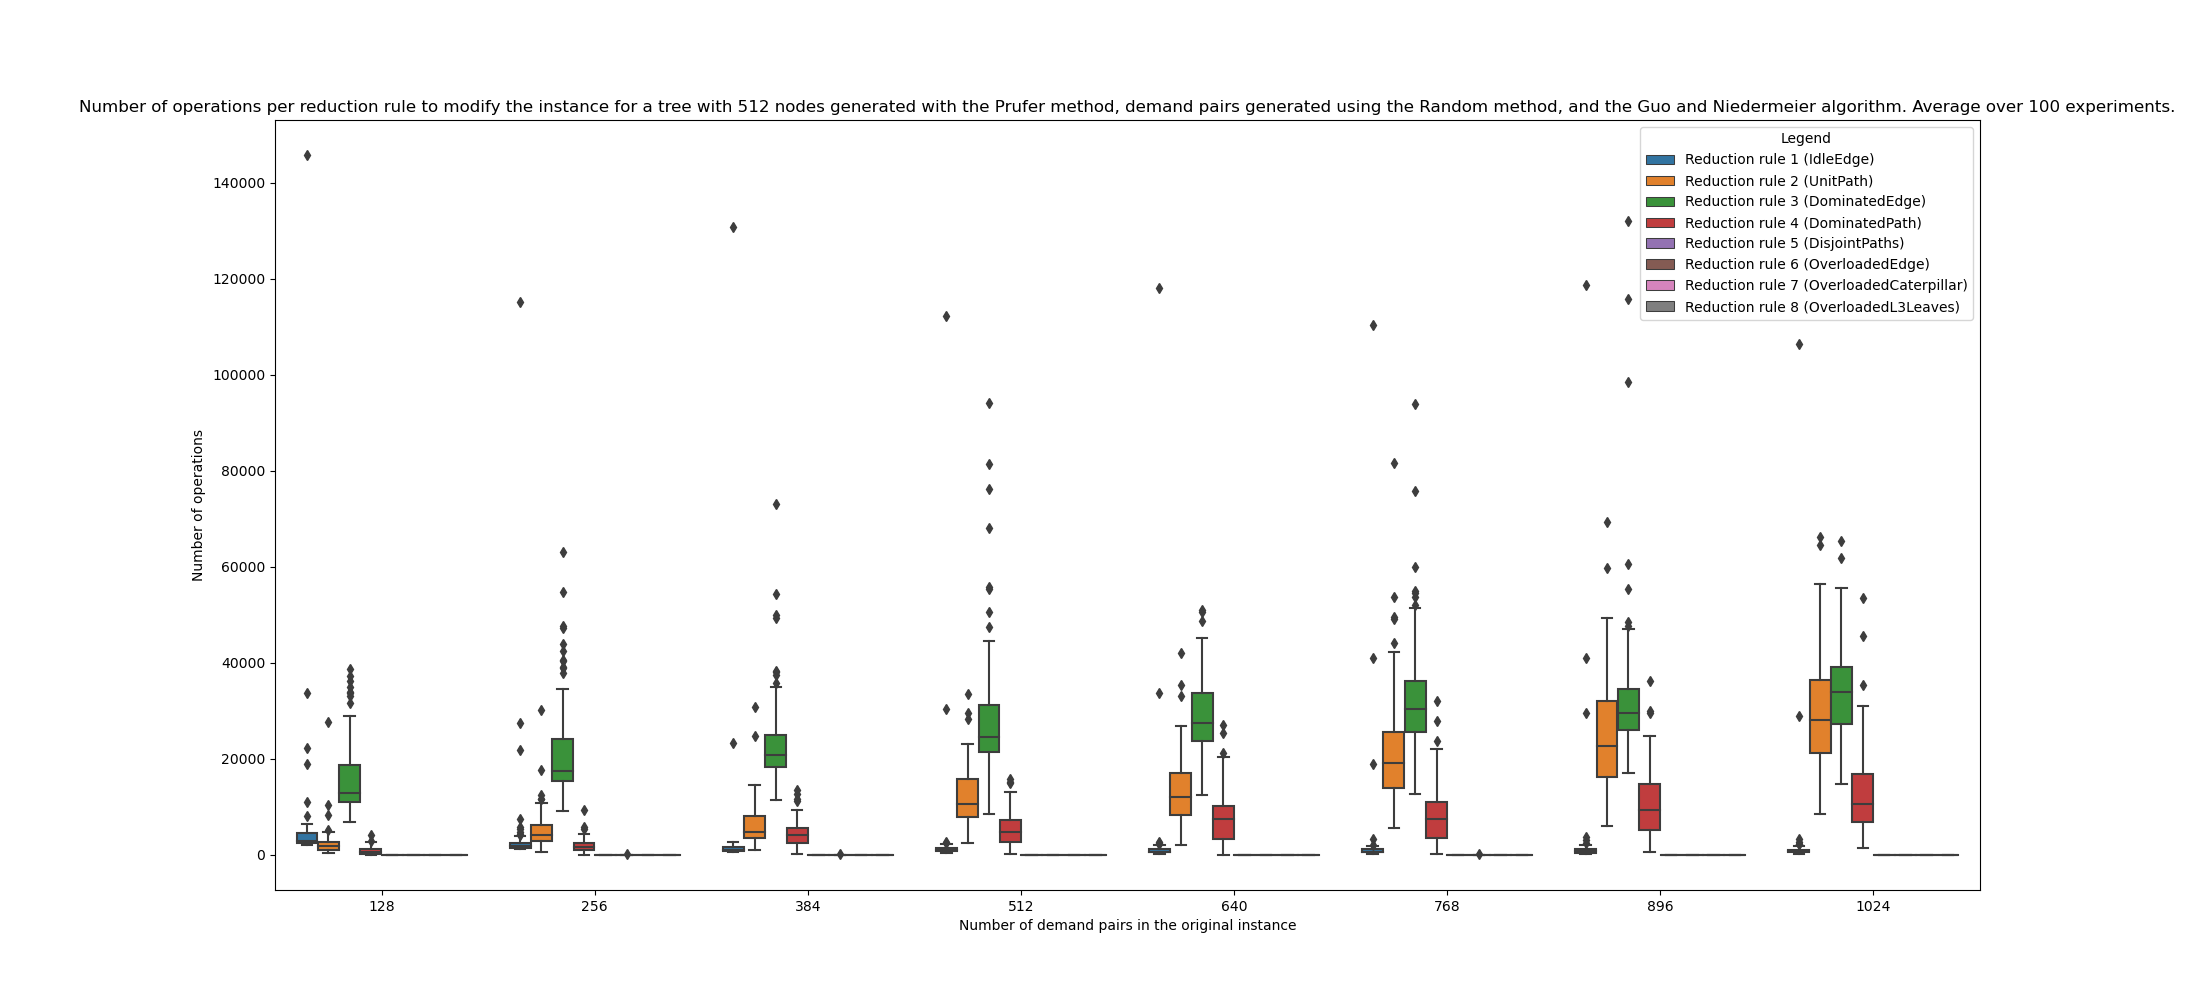 Number of operations per reduction rule to modify the instance for a tree with 512 nodes generated with the Prufer method, demand pairs generated using the Random method, and the Guo and Niedermeier algorithm. Average over 100 experiments.
Legend
Reduction rule 1 (IdleEdge)
Reduction rule 2 (UnitPath)
Reduction rule 3 (DominatedEdge)
Reduction rule 4 (DominatedPath)
Reduction rule 5 (DisjointPaths)
Reduction rule 6 (OverloadedEdge)
Reduction rule 7 (OverloadedCaterpillar)
Reduction rule 8 (OverloadedL3Leaves)
Number of operations
140000
120000
100000
80000
60000
40000
20000
0
128 256 384 512 640 768 896 1024
Number of demand pairs in the original instance